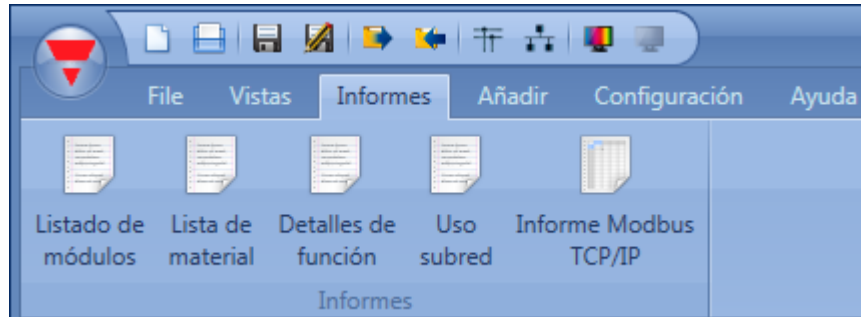 File Vistas Informes Añadir Configuración Ayuda
Listado de módulos
Lista de material
Detalles de función
Uso subred
Informe Modbus TCP/IP
Informes